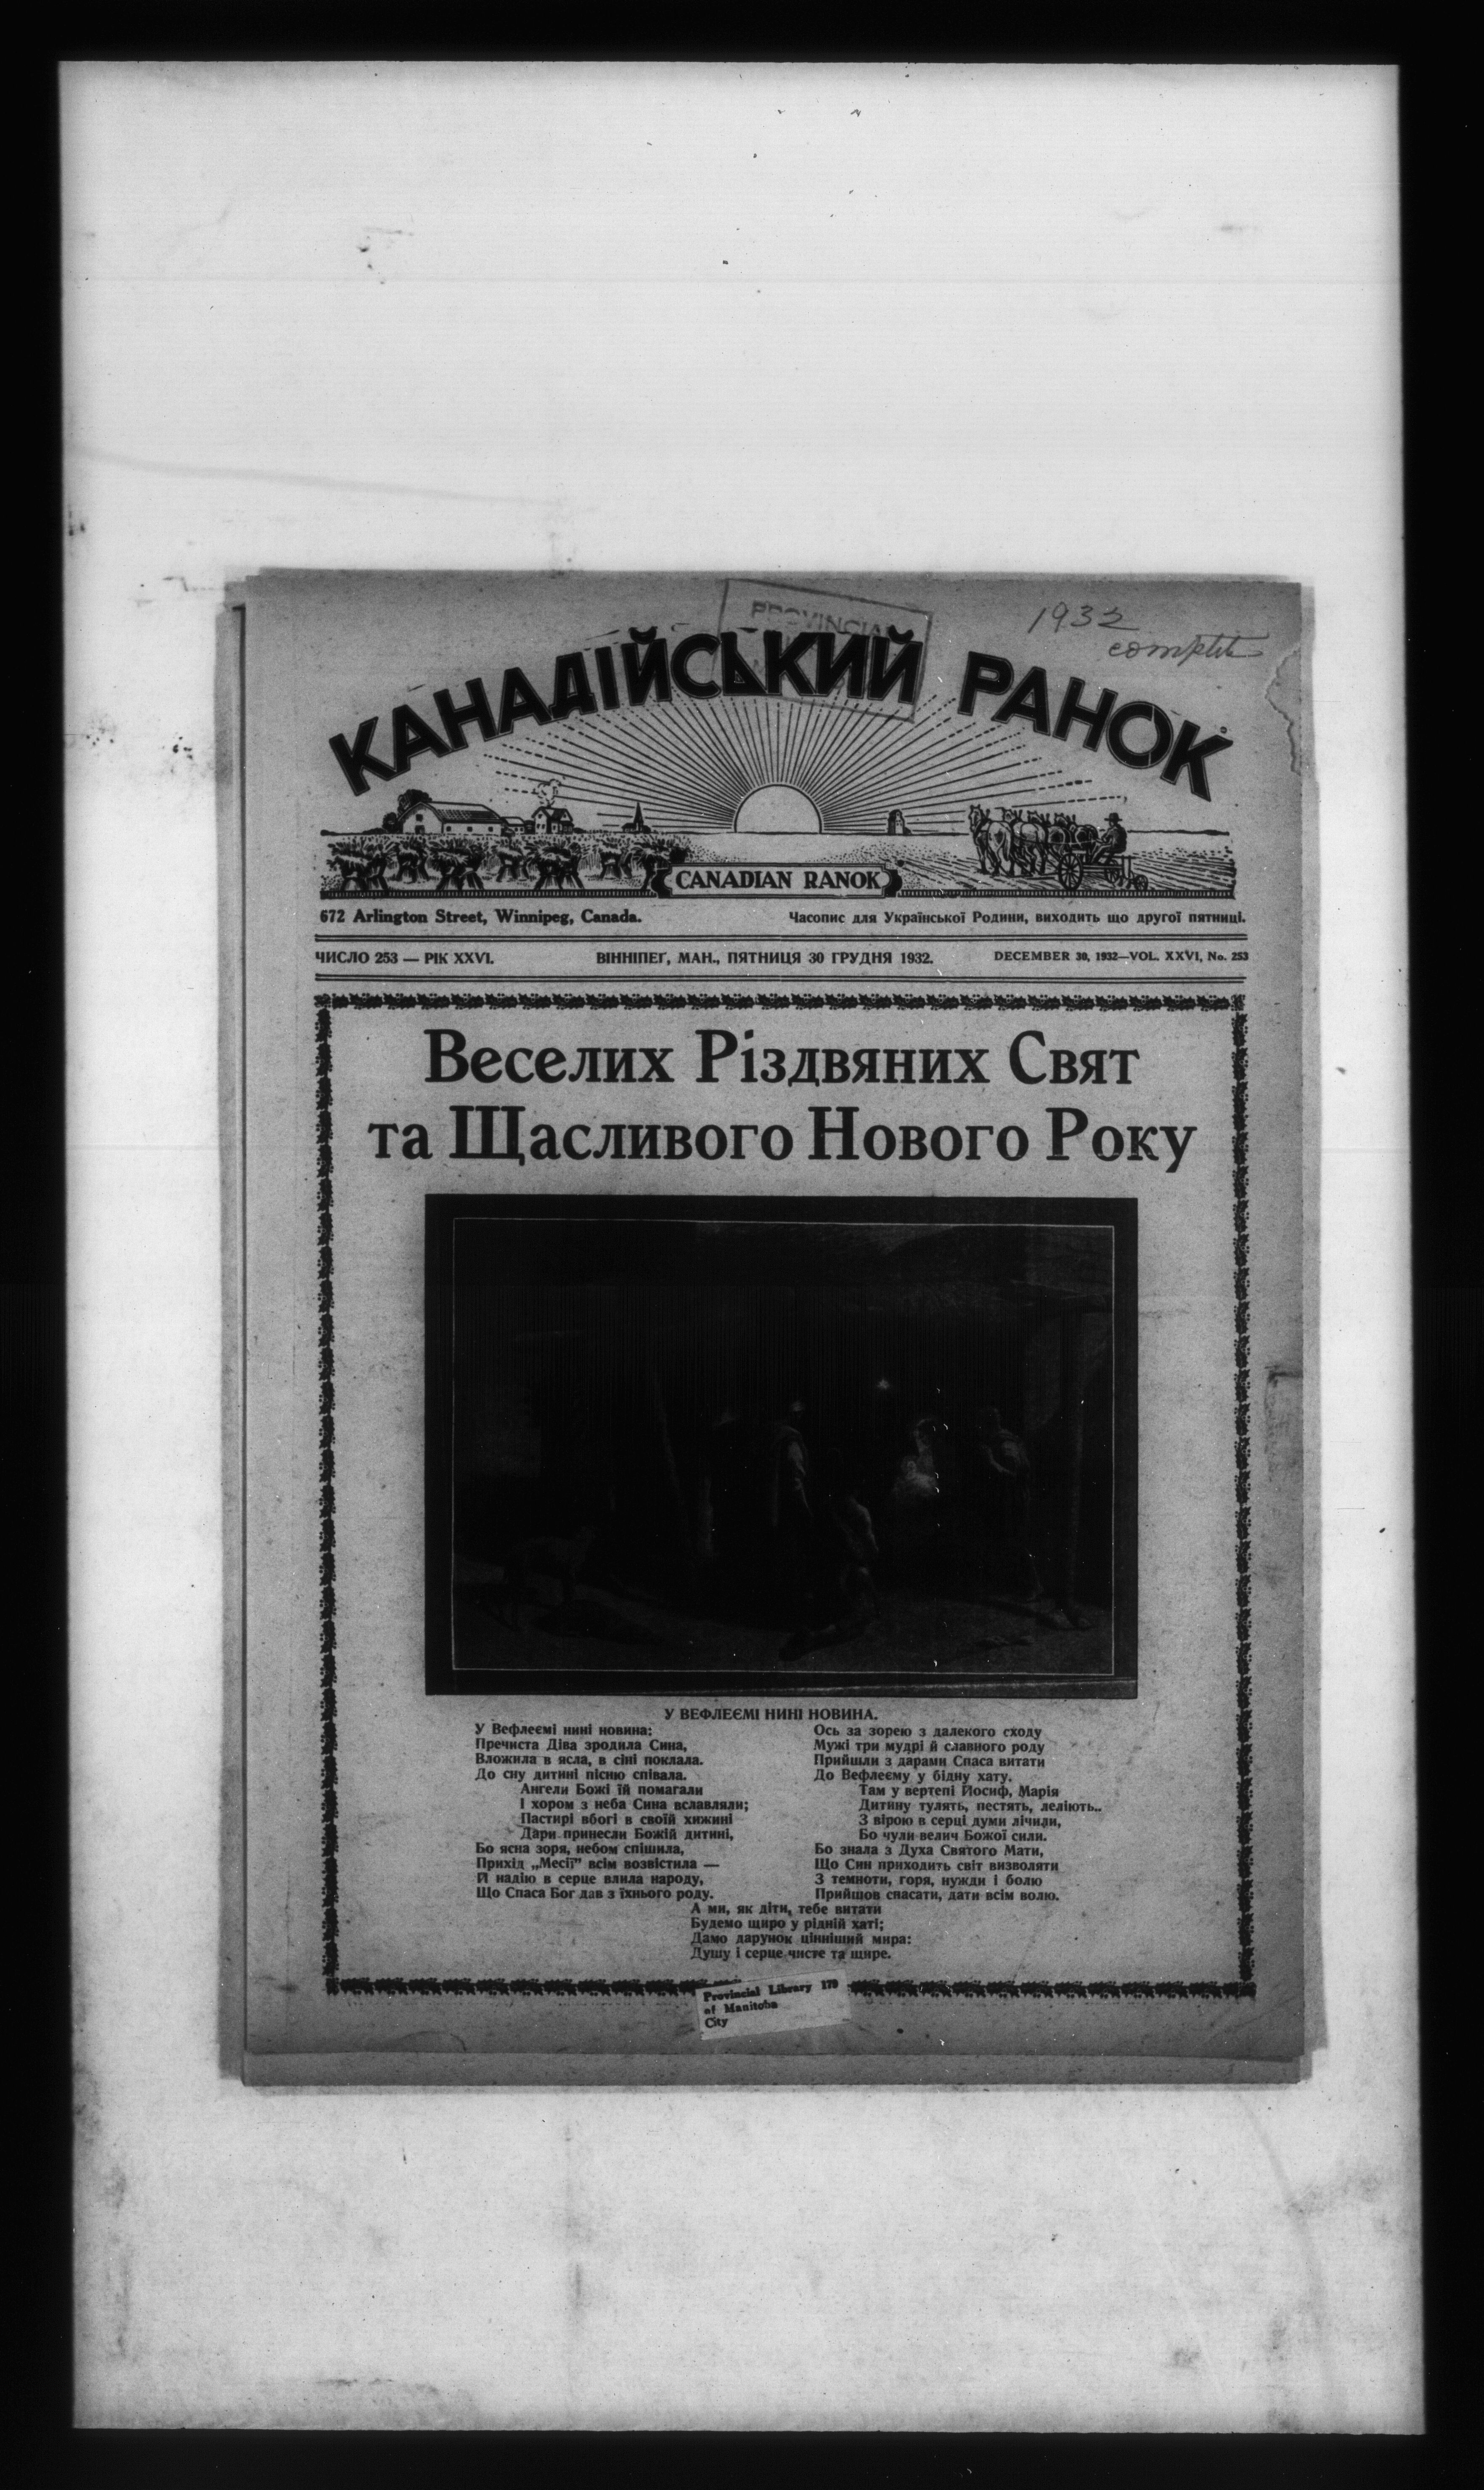 PROVINCIAL
1932
complete
КАНАДІЙСЬКИЙ РАНОК
CANADIAN RANOK
672 Arlington Street, Winnipeg, Canada.
Часопис для Української Родини, виходить що другої пятниці.
ЧИСЛО 253 — РІК XXVI.
ВІННІПЕҐ, МАН., ПЯТНИЦЯ 30 ГРУДНЯ 1932.
DECEMBER 30, 1932—VOL. XXVI, No. 253
Веселих Різдвяних Свят
та Щасливого Нового Року
У ВЕФЛЕЄМІ НИНІ НОВИНА.
У Вефлеємі нині новина:
Пречиста Діва зродила Сина,
Вложила в ясла, в сіні поклала.
До сну дитині пісню співала.
Ангели Божі їй помагали
І хором з неба Сина вславляли;
Пастирі вбогі в своїй хижині
Дари принесли Божій дитині,
Бо ясна зоря, небом спішила,
Прихід „Месії" всім возвістила —
Й надію в серце влила народу,
Що Спаса Бог дав з їхнього роду.
Ось за зорею з далекого сходу
Мужі три мудрі й славного роду
Прийшли з дарами Спаса витати
До Вефлеєму у бідну хату.
Там у вертепі Йосиф, Марія
Дитину тулять, пестять, леліють..
З вірою в серці думи лічили,
Бо чули велич Божої сили.
Бо знала з Духа Святого Мати,
Що Син приходить світ визволяти
З темноти, горя, нужди і болю
Прийшов спасати, дати всім волю.
А ми, як діти, тебе витати
Будемо щиро у рідній хаті;
Дамо дарунок цінніший мира:
Душу і серце чисте та щире.
Provincial Library 179
of Manitoba
City